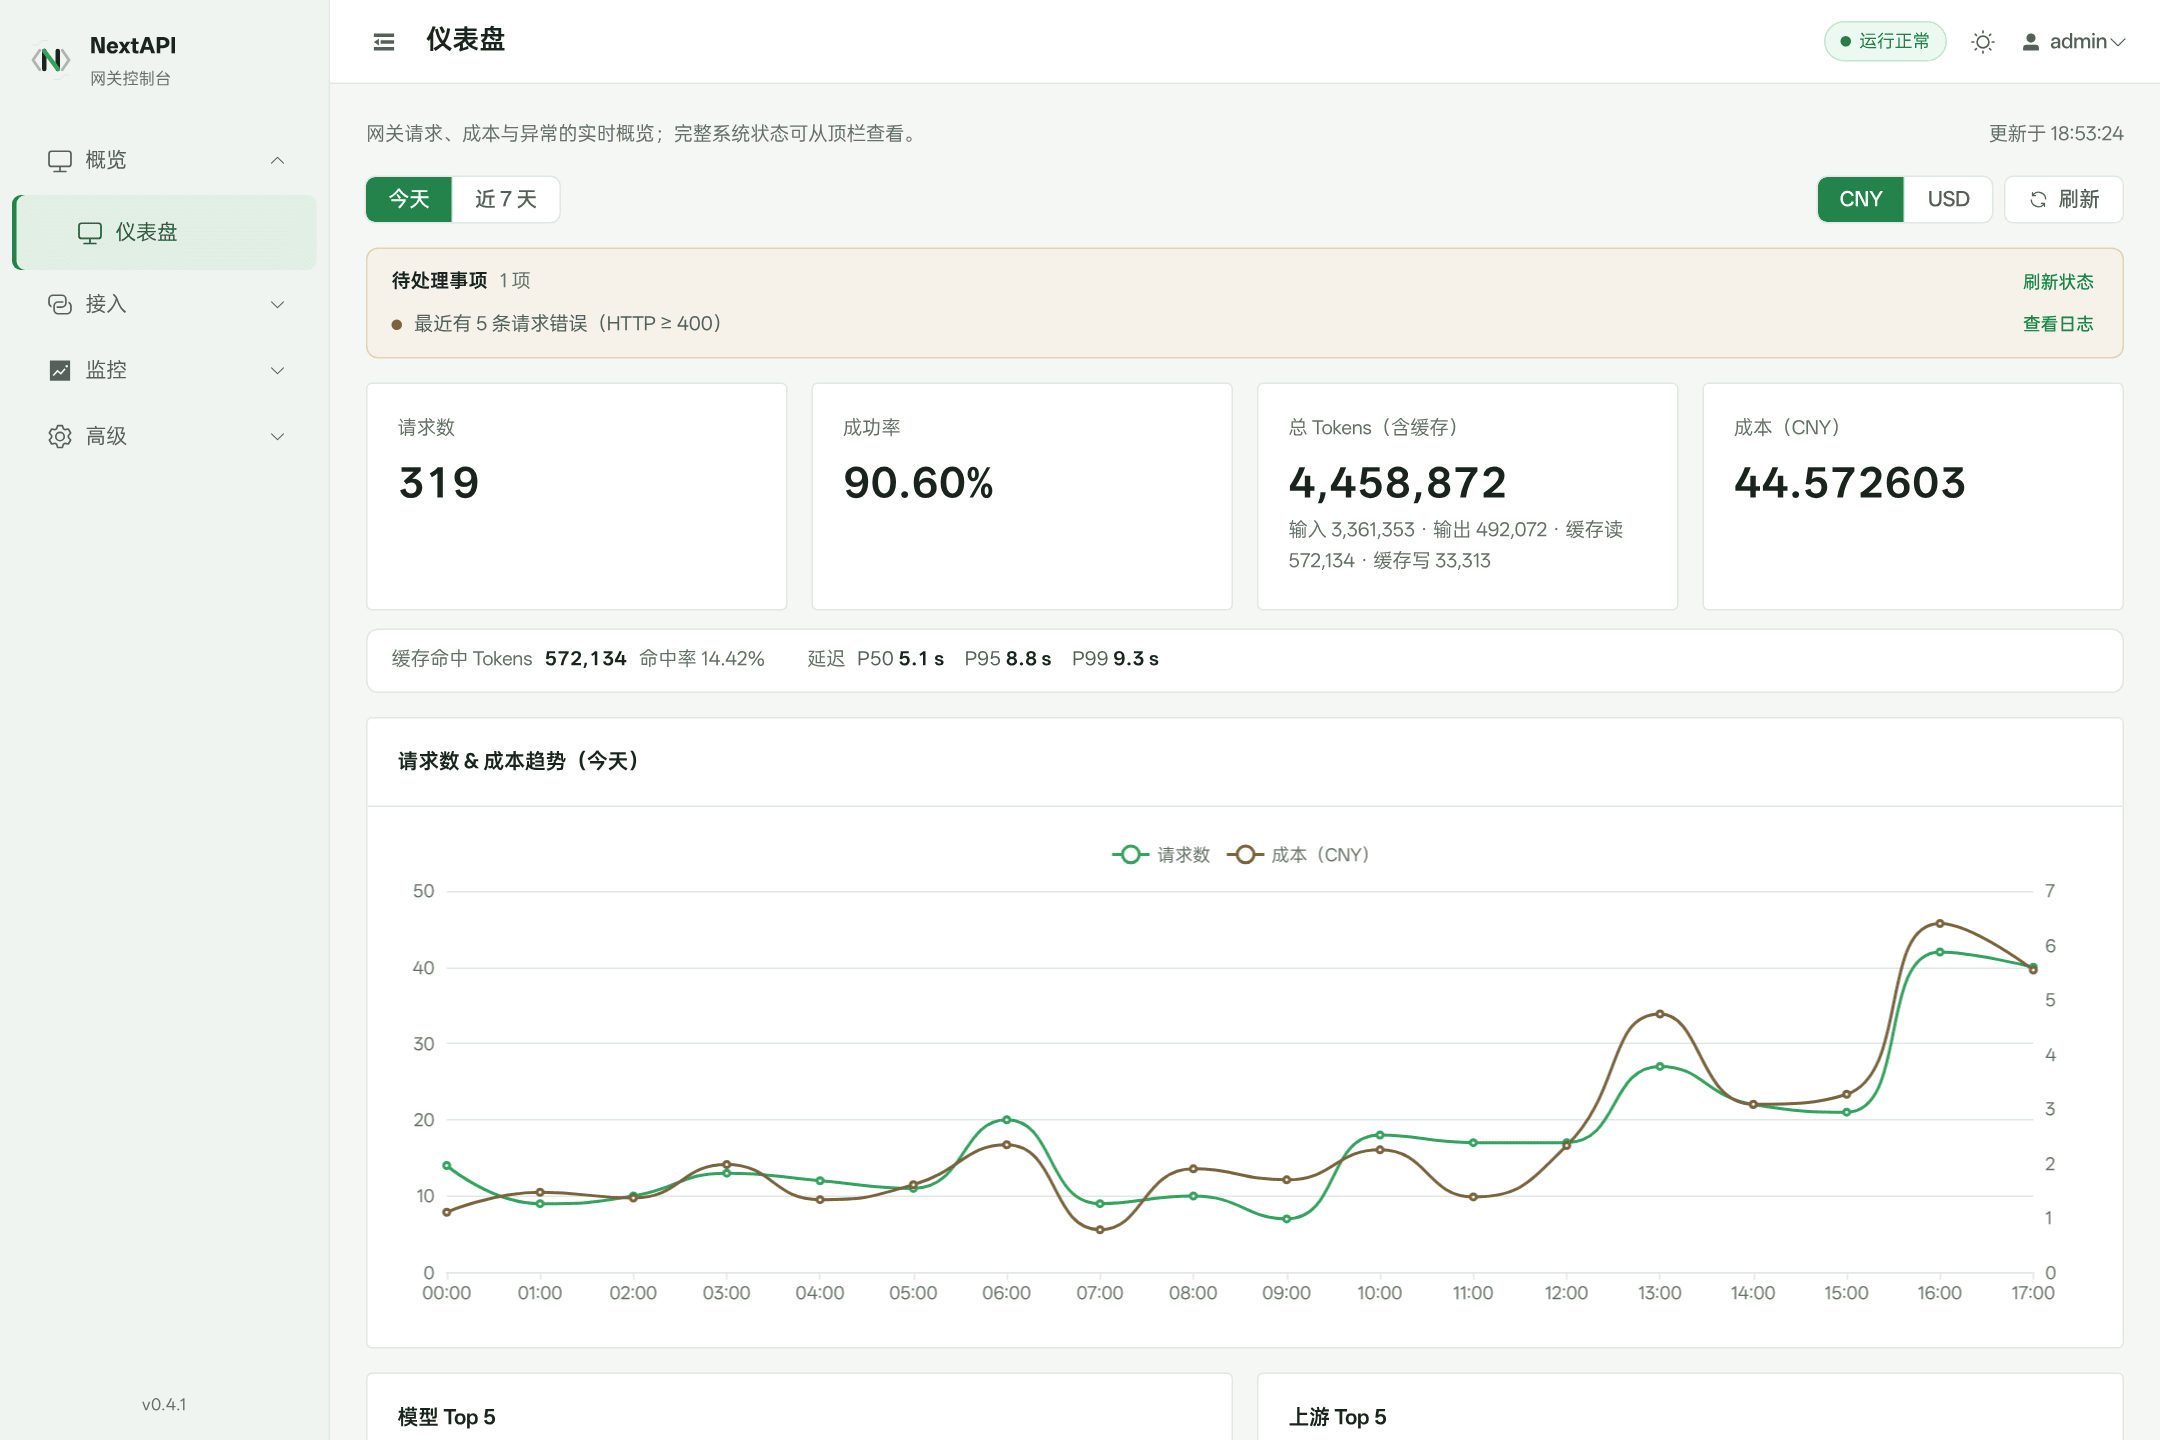 NextAPI
网关控制台
概览
仪表盘
接入
监控
高级
v0.4.1
仪表盘
运行正常
admin
网关请求、成本与异常的实时概览；完整系统状态可从顶栏查看。
更新于 18:53:24
今天
近 7 天
CNY
USD
刷新
待处理事项 1 项
刷新状态
最近有 5 条请求错误（HTTP ≥ 400）
查看日志
请求数
319
成功率
90.60%
总 Tokens（含缓存）
4,458,872
输入 3,361,353 · 输出 492,072 · 缓存读
572,134 · 缓存写 33,313
成本（CNY）
44.572603
缓存命中 Tokens 572,134 命中率 14.42% 延迟 P50 5.1 s P95 8.8 s P99 9.3 s
请求数 & 成本趋势（今天）
请求数 成本（CNY）
50
40
30
20
10
0
7
6
5
4
3
2
1
0
00:00 01:00 02:00 03:00 04:00 05:00 06:00 07:00 08:00 09:00 10:00 11:00 12:00 13:00 14:00 15:00 16:00 17:00
模型 Top 5
上游 Top 5